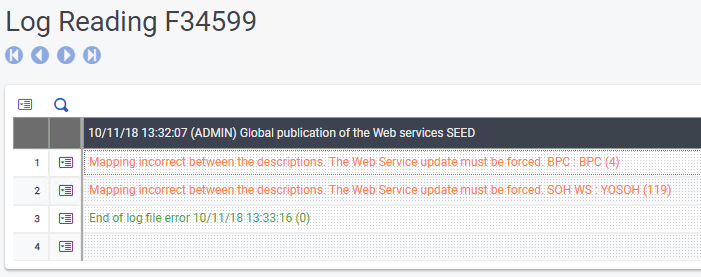 Log Reading F34599
10/11/18 13:32:07 (ADMIN) Global publication of the Web services SEED
1 Mapping incorrect between the descriptions. The Web Service update must be forced. BPC : BPC (4)
2 Mapping incorrect between the descriptions. The Web Service update must be forced. SOH WS : YOSOH (119)
3 End of log file error 10/11/18 13:33:16 (0)
4